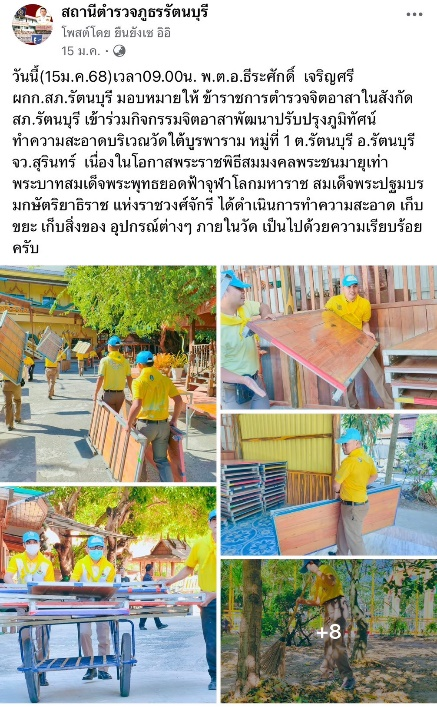 สถานีตำรวจภูธรรัตนบุรี
โพสต์โดย ยืนยังเซ อิอิ
15 ม.ค. ·
วันนี้(15ม.ค.68)เวลา09.00น. พ.ต.อ.ธีระศักดิ์ เจริญศรี
ผกก.สภ.รัตนบุรี มอบหมายให้ ข้าราชการตำรวจจิตอาสาในสังกัด
สภ.รัตนบุรี เข้าร่วมกิจกรรมจิตอาสาพัฒนาปรับปรุงภูมิทัศน์
ทำความสะอาดบริเวณวัดใต้บูรพาราม หมู่ที่ 1 ต.รัตนบุรี อ.รัตนบุรี
จว.สุรินทร์ เนื่องในโอกาสพระราชพิธีสมมงคลพระชนมายุเท่า
พระบาทสมเด็จพระพุทธยอดฟ้าจุฬาโลกมหาราช สมเด็จพระปฐมบร
มกษัตริยาธิราช แห่งราชวงศ์จักรี ได้ดำเนินการทำความสะอาด เก็บ
ขยะ เก็บสิ่งของ อุปกรณ์ต่างๆ ภายในวัด เป็นไปด้วยความเรียบร้อย
ครับ
+8